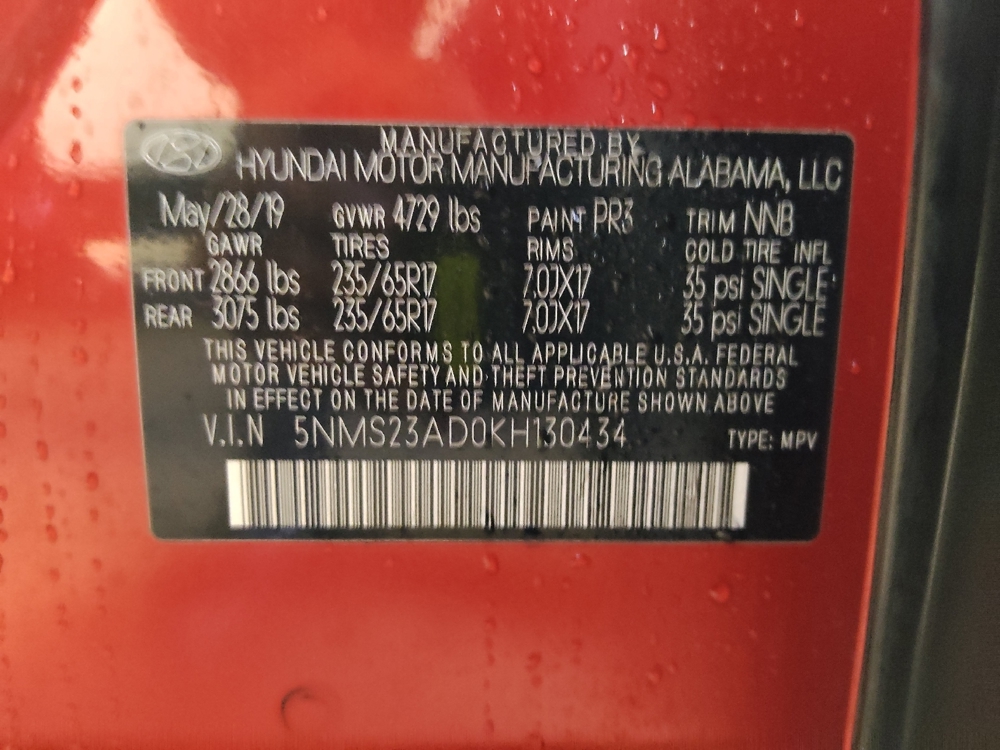 MANUFACTURED BY
HYUNDAI MOTOR MANUFACTURING ALABAMA, LLC
May/28/19 GVWR 4729 lbs PAINT PR3 TRIM NNB
GAWR TIRES RIMS COLD TIRE INFL
FRONT 2866 lbs 235/65R17 7.0JX17 35 psi SINGLE
REAR 3075 lbs 235/65R17 7.0JX17 35 psi SINGLE
THIS VEHICLE CONFORMS TO ALL APPLICABLE U.S.A. FEDERAL
MOTOR VEHICLE SAFETY AND THEFT PREVENTION STANDARDS
IN EFFECT ON THE DATE OF MANUFACTURE SHOWN ABOVE
V.I.N 5NMS23AD0KH130434 TYPE: MPV